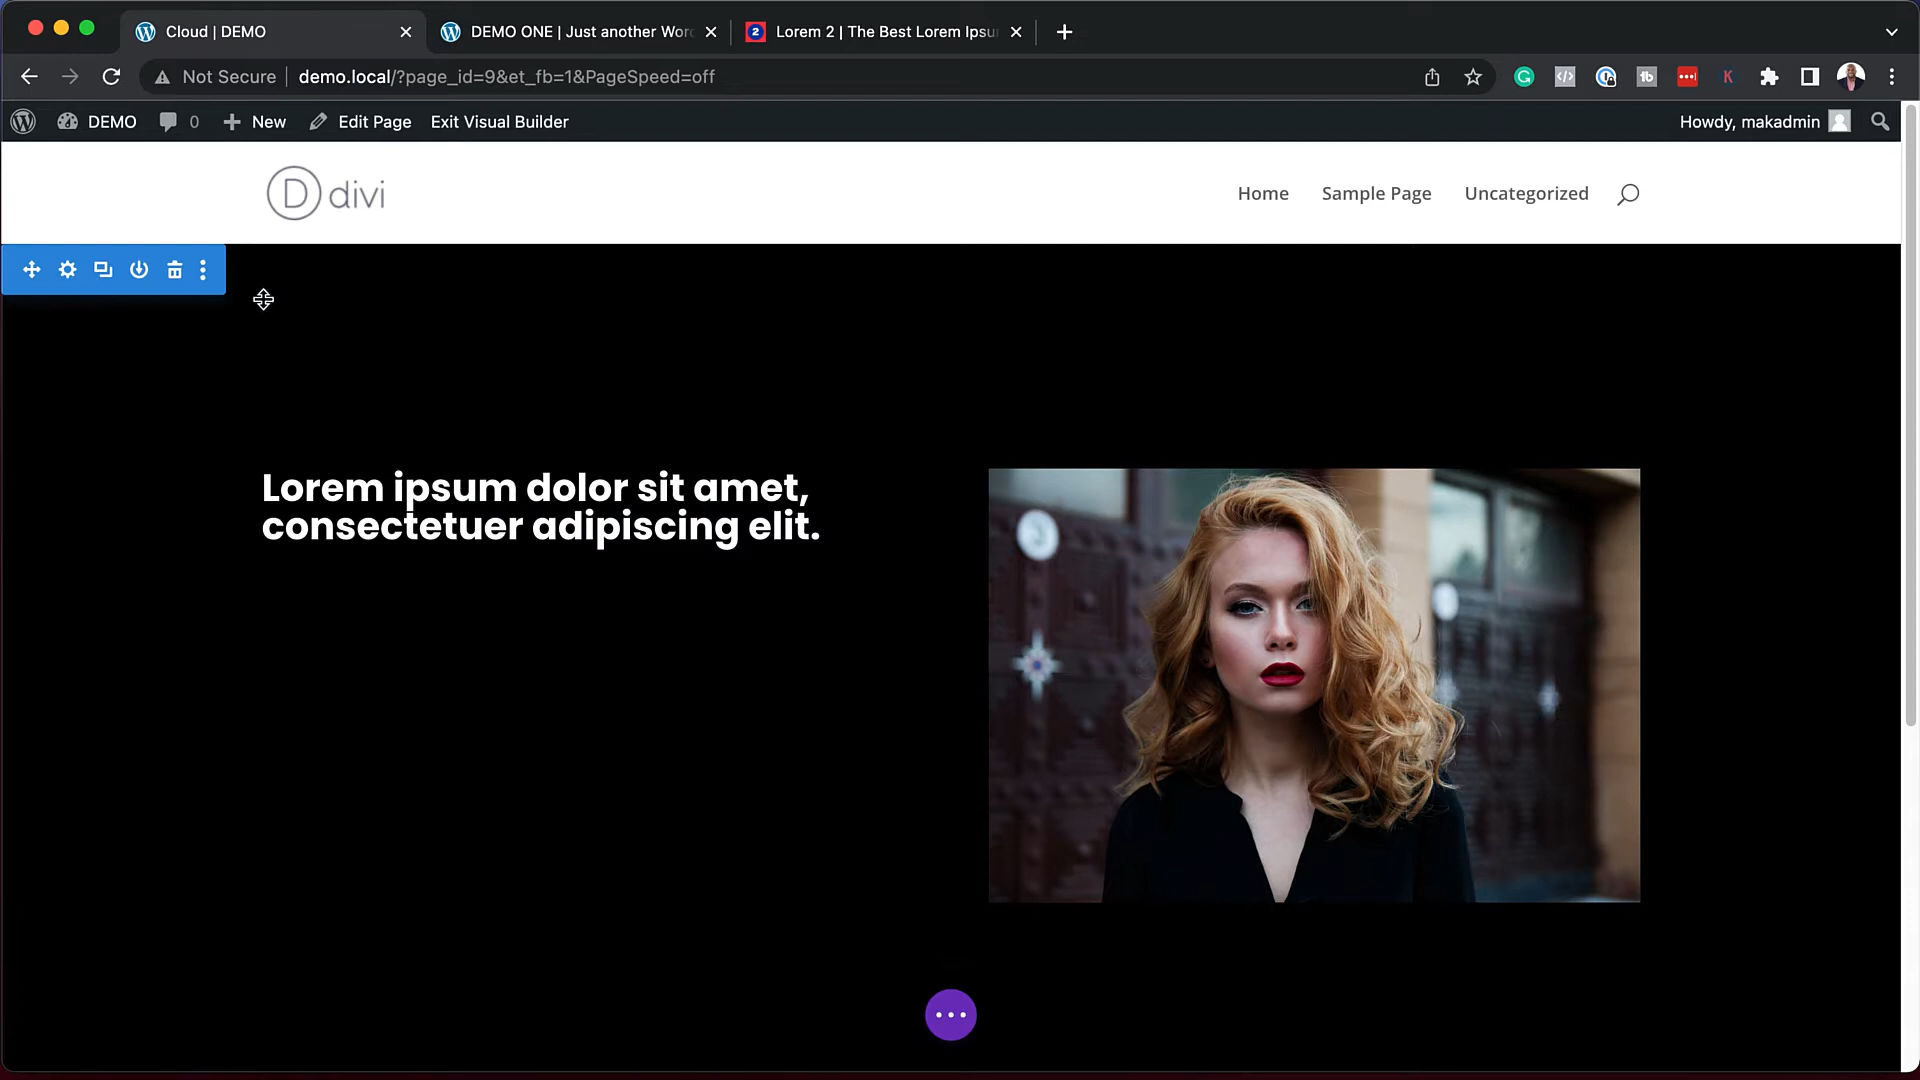 Cloud | DEMO
DEMO ONE | Just another Wor
Lorem 2 | The Best Lorem Ipsu
Not Secure
demo.local/?page_id=9&et_fb=1&PageSpeed=off
DEMO
0
New
Edit Page
Exit Visual Builder
Howdy, makadmin
D divi
Home
Sample Page
Uncategorized
Lorem ipsum dolor sit amet,
consectetuer adipiscing elit.